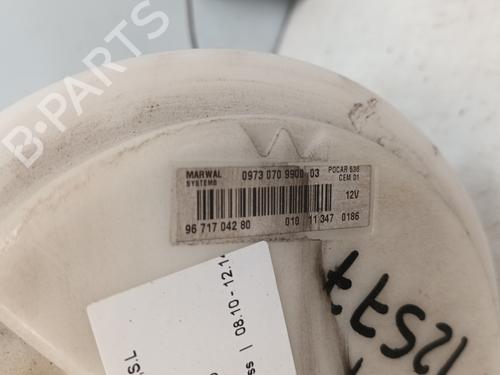 B-PARTS
MARWAL
SYSTEMS
0973 070 9900 03
POCAR 536
CEM 01
12V
96 717 042 80
010 11 347 0186
S.L
ss | 08.10 - 12.1